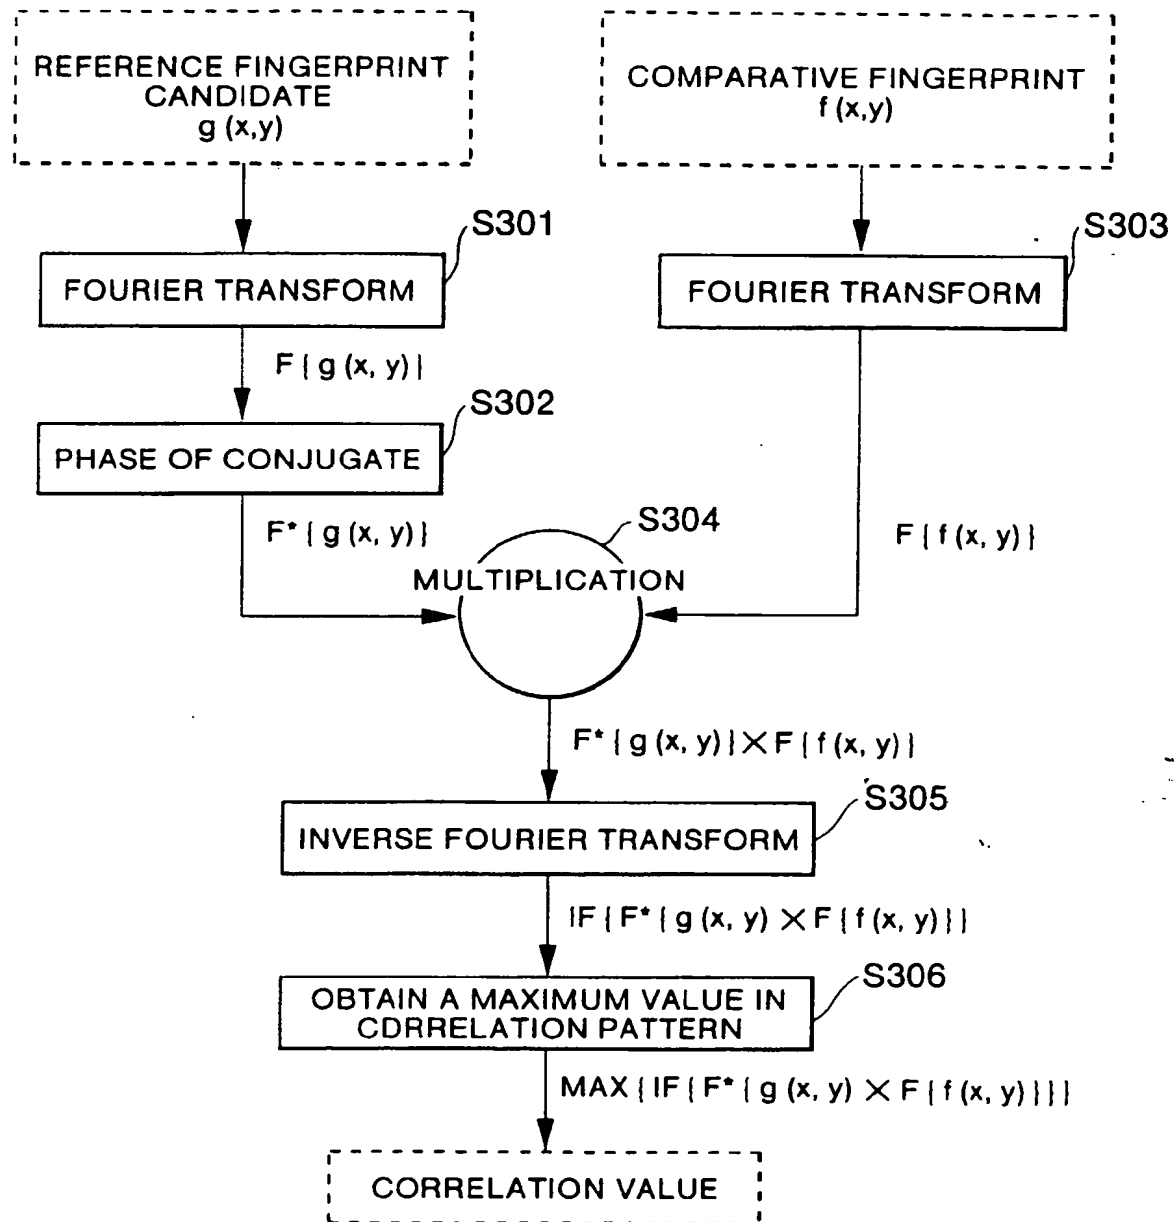 REFERENCE FINGERPRINT
CANDIDATE
g (x,y)
COMPARATIVE FINGERPRINT
f (x,y)
S301
S303
FOURIER TRANSFORM
FOURIER TRANSFORM
F { g (x, y) }
S302
PHASE OF CONJUGATE
F* { g (x, y) }
S304
F { f (x, y) }
MULTIPLICATION
F* { g (x, y) } × F { f (x, y) }
S305
INVERSE FOURIER TRANSFORM
IF { F* { g (x, y) × F { f (x, y) } }
S306
OBTAIN A MAXIMUM VALUE IN
CDRRELATION PATTERN
MAX { IF { F* { g (x, y) × F { f (x, y) } } }
CORRELATION VALUE